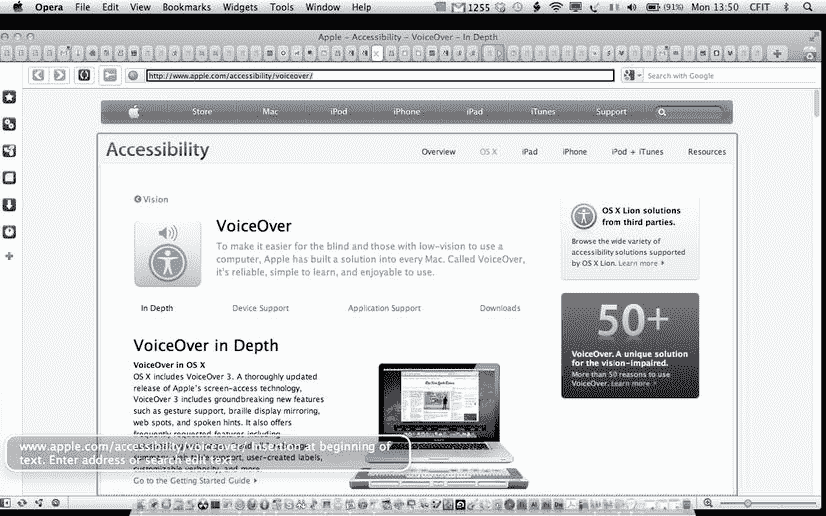 Opera File Edit View Bookmarks Widgets Tools Window Help 1255 (91%) Mon 13:50 CFIT
Apple - Accessibility - VoiceOver - In Depth
http://www.apple.com/accessibility/voiceover/ Search with Google
Store Mac iPod iPhone iPad iTunes Support
Accessibility
Overview OS X iPad iPhone iPod + iTunes Resources
Vision
VoiceOver
To make it easier for the blind and those with low-vision to use a
computer, Apple has built a solution into every Mac. Called VoiceOver,
it's reliable, simple to learn, and enjoyable to use.
In Depth Device Support Application Support Downloads
VoiceOver in Depth
VoiceOver in OS X
OS X includes VoiceOver 3. A thoroughly updated
release of Apple's screen-access technology,
VoiceOver includes groundbreaking new features
such as gesture support, braille display mirroring,
web spots, and spoken hints. It also offers
frequently requested features including
user-created labels,
customizable verbosity, and more.
Go to the Getting Started Guide
OS X Lion solutions
from third parties.
Browse the wide variety of
accessibility solutions supported
by OS X Lion. Learn more
50+
VoiceOver. A unique solution
for the vision-impaired.
More than 50 reasons to use
VoiceOver. Learn more
www.apple.com/accessibility/voiceover/ Insertion at beginning of
text. Enter address or search edit text